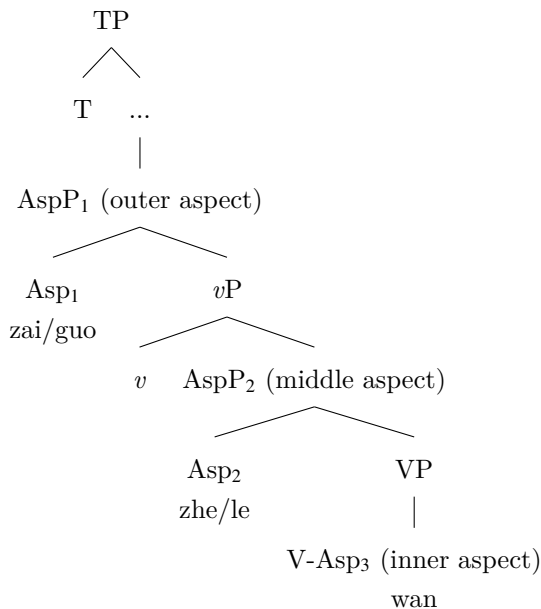 TP
T ...
AspP₁ (outer aspect)
Asp₁ vP
zai/guo
v AspP₂ (middle aspect)
Asp₂ VP
zhe/le
V-Asp₃ (inner aspect)
wan